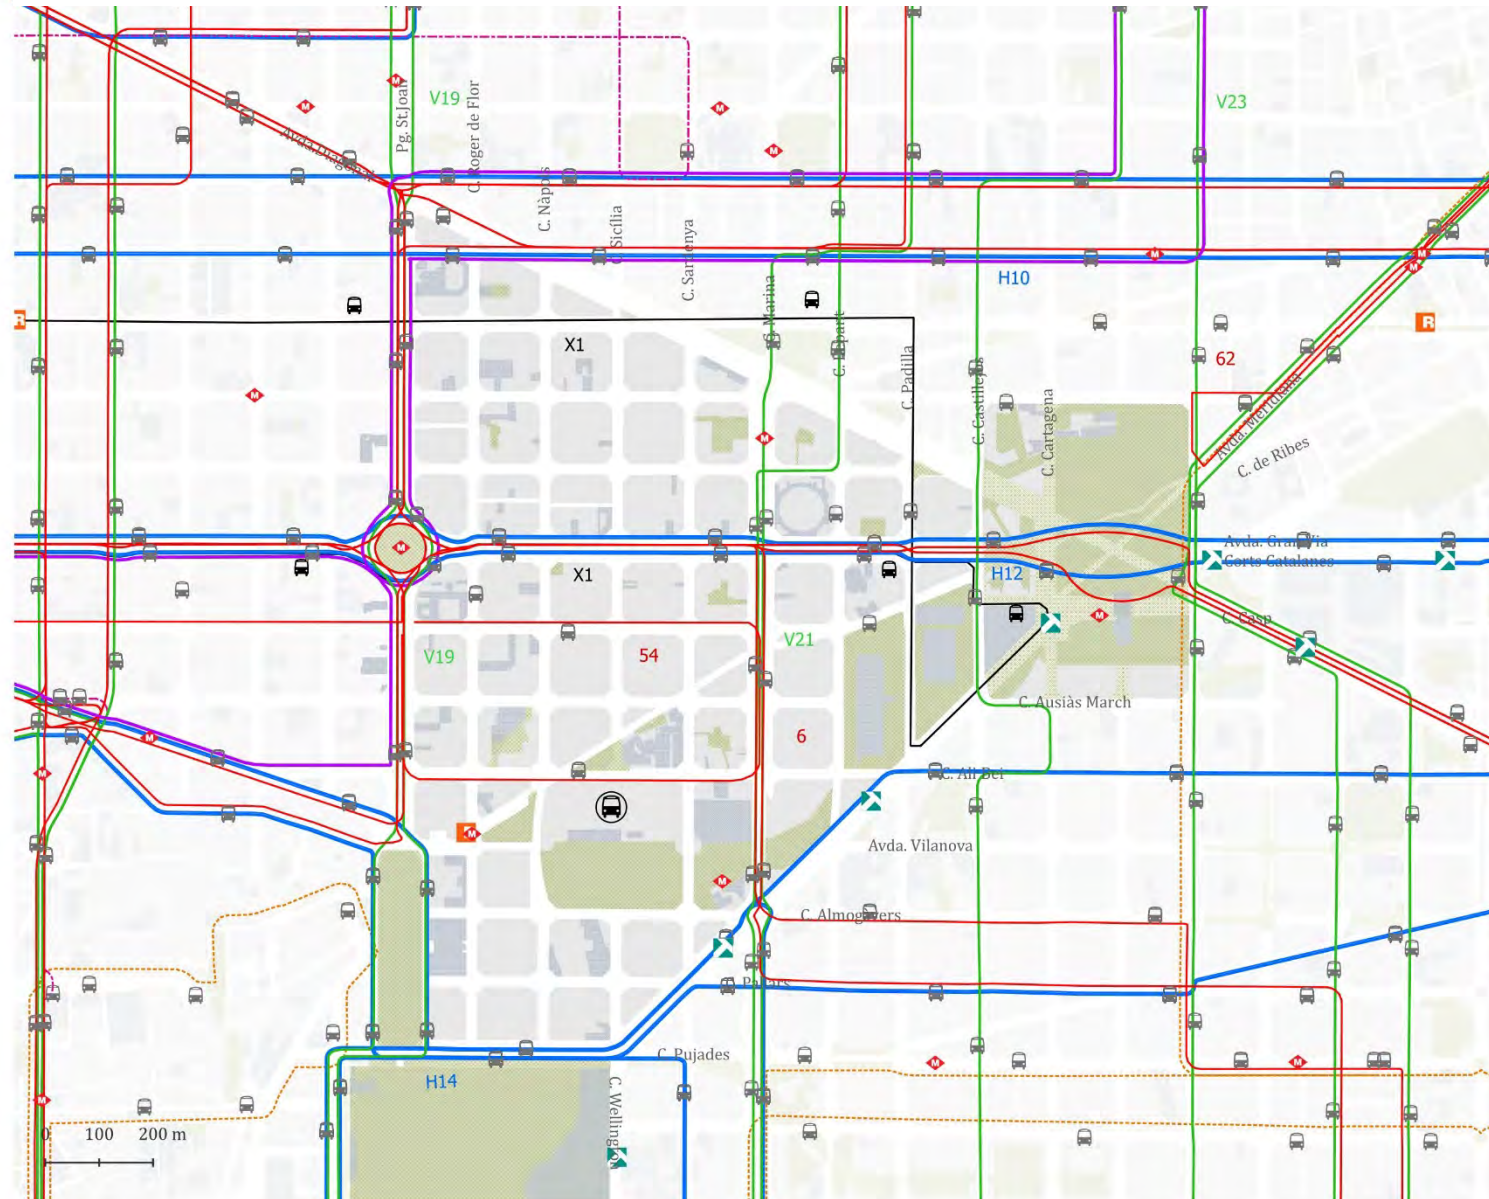 V19
V23
Pg. St.Joan
C. Roger de Flor
Avda.Diagonal
C. Nàpols
C. Sicília
C. Sardenya
H10
C. Marina
X1
C. Padilla
62
C. Castillejos
C. Cartagena
Avda. Meridiana
C. de Ribes
Avda. Gran Via
Corts Catalanes
X1
H12
C. Casp
V19
54
V21
C. Ausiàs March
6
C. Ali Bei
Avda. Vilanova
C. Almogàvers
C. Pujades
H14
C. Wellington
0 100 200 m
M
R